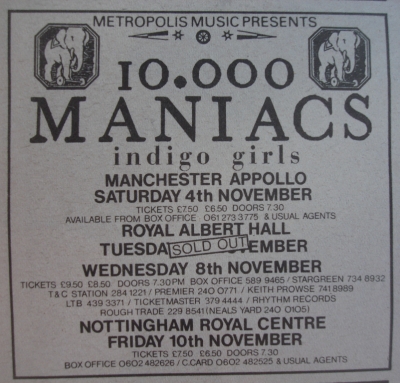 METROPOLIS MUSIC PRESENTS
10.000
MANIACS
indigo girls
MANCHESTER APPOLLO
SATURDAY 4th NOVEMBER
TICKETS £7.50 £6.50 DOORS 7.30
AVAILABLE FROM BOX OFFICE 061 273 3775 & USUAL AGENTS
ROYAL ALBERT HALL
TUESDA SOLD OUT EMBER
WEDNESDAY 8th NOVEMBER
TICKETS £9.50 £8.50 DOORS 7.30PM BOX OFFICE 589 9465 / STARGREEN 734 8932
T&C STATION 284 1221 / PREMIER 240 0771 / KEITH PROWSE 741 8989
LTB 439 3371 / TICKETMASTER 379 4444 / RHYTHM RECORDS
ROUGH TRADE 229 8541 (NEALS YARD 240 0105)
NOTTINGHAM ROYAL CENTRE
FRIDAY 10th NOVEMBER
TICKETS £7.50 £6.50 DOORS 7.30
BOX OFFICE 0602 482626 / C.CARD 0602 482525 & USUAL AGENTS